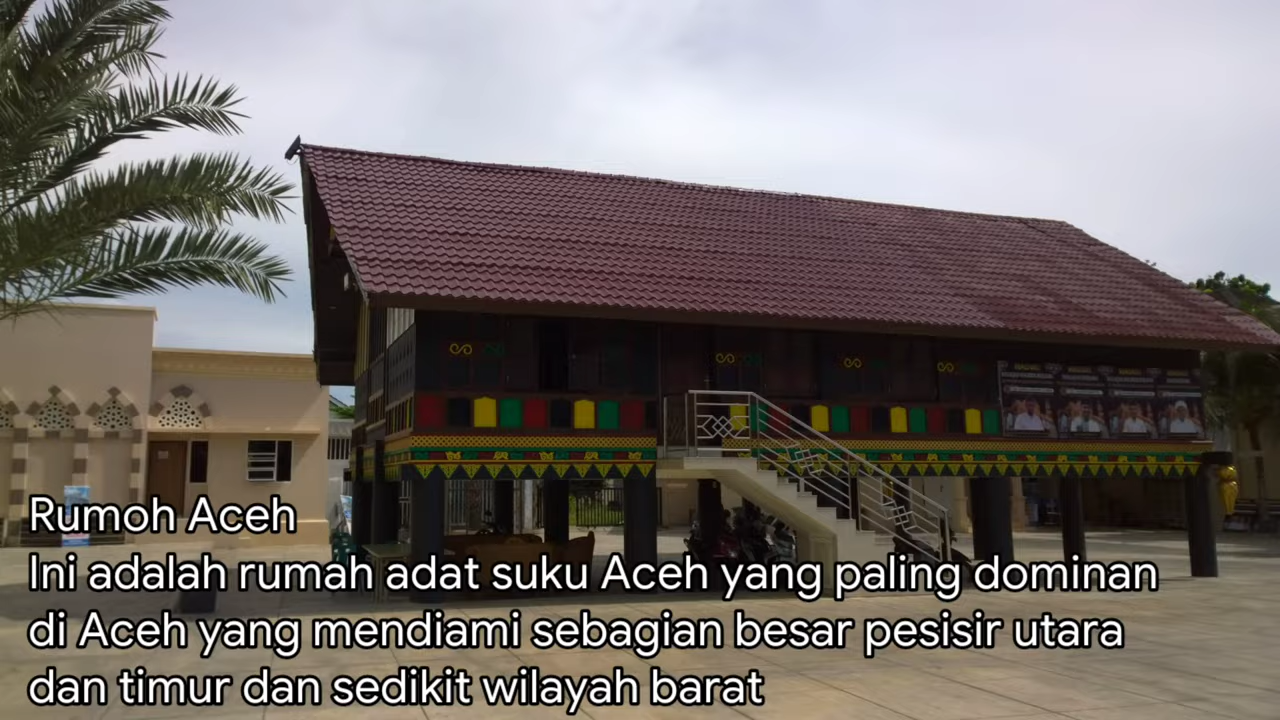 Rumoh Aceh
Ini adalah rumah adat suku Aceh yang paling dominan
di Aceh yang mendiami sebagian besar pesisir utara
dan timur dan sedikit wilayah barat